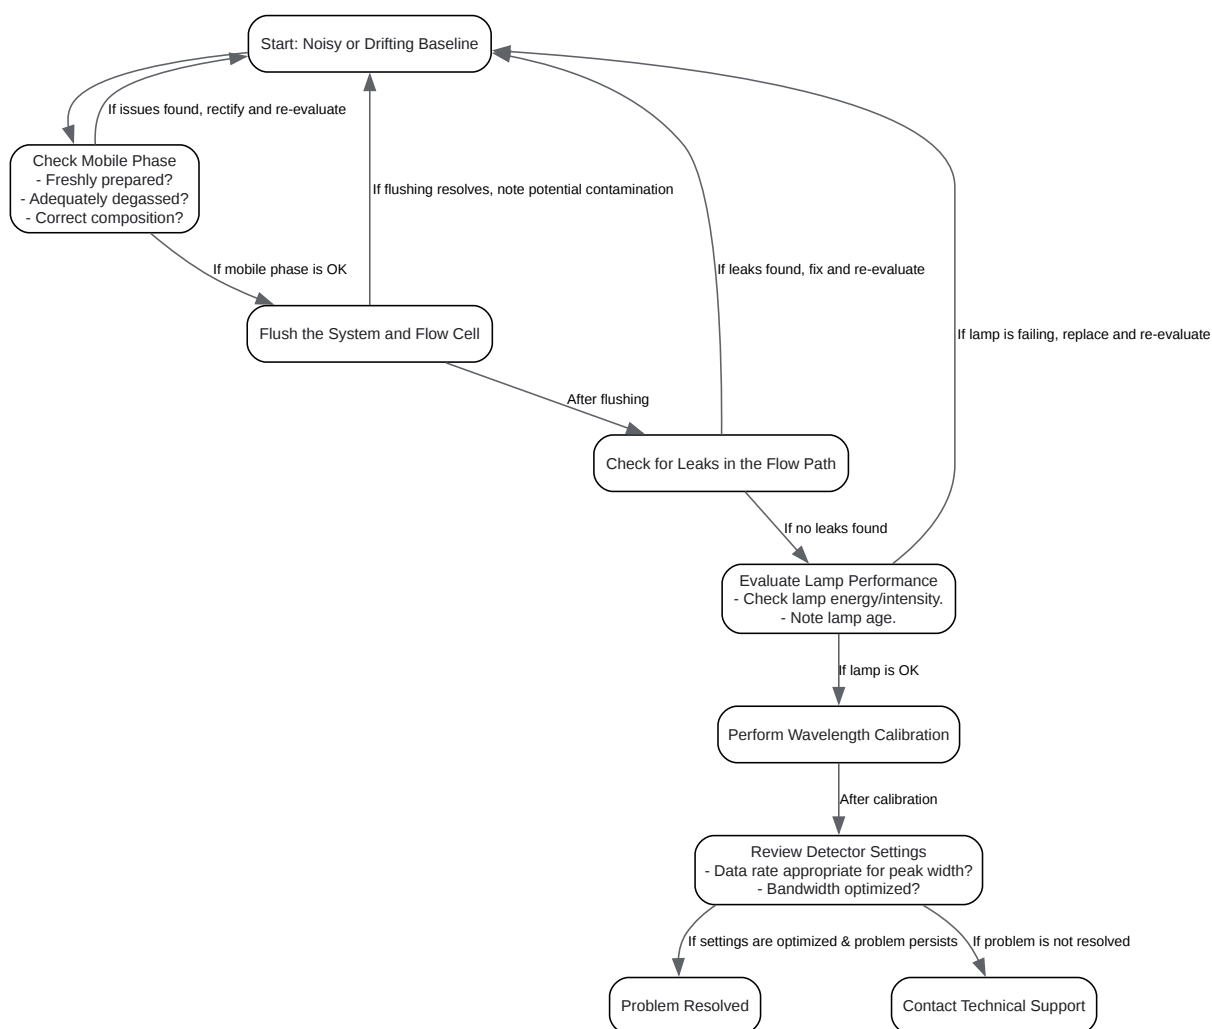 Start: Noisy or Drifting Baseline
If issues found, rectify and re-evaluate
Check Mobile Phase
- Freshly prepared?
- Adequately degassed?
- Correct composition?
If flushing resolves, note potential contamination
If mobile phase is OK
If leaks found, fix and re-evaluate
Flush the System and Flow Cell
If lamp is failing, replace and re-evaluate
After flushing
Check for Leaks in the Flow Path
If no leaks found
Evaluate Lamp Performance
- Check lamp energy/intensity.
- Note lamp age.
If lamp is OK
Perform Wavelength Calibration
After calibration
Review Detector Settings
- Data rate appropriate for peak width?
- Bandwidth optimized?
If settings are optimized & problem persists
If problem is not resolved
Problem Resolved
Contact Technical Support